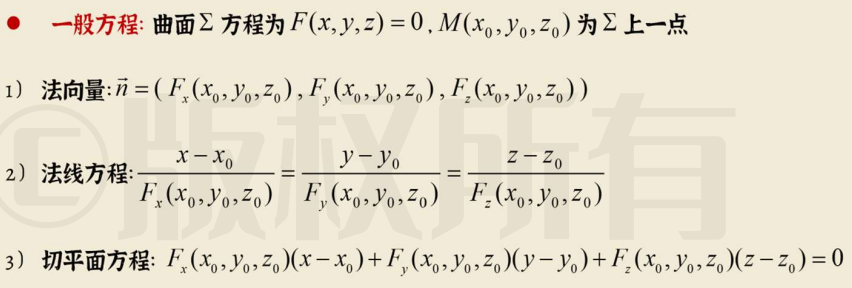 ● 一般方程: 曲面 Σ 方程为 F(x,y,z)=0 , M(x₀,y₀,z₀) 为 Σ 上一点
1) 法向量: n⃗ = ( Fₓ(x₀,y₀,z₀) , F_y(x₀,y₀,z₀) , F_z(x₀,y₀,z₀) )
2) 法线方程: (x−x₀)/Fₓ(x₀,y₀,z₀) = (y−y₀)/F_y(x₀,y₀,z₀) = (z−z₀)/F_z(x₀,y₀,z₀)
3) 切平面方程: Fₓ(x₀,y₀,z₀)(x−x₀)+F_y(x₀,y₀,z₀)(y−y₀)+F_z(x₀,y₀,z₀)(z−z₀)=0
©版权所有